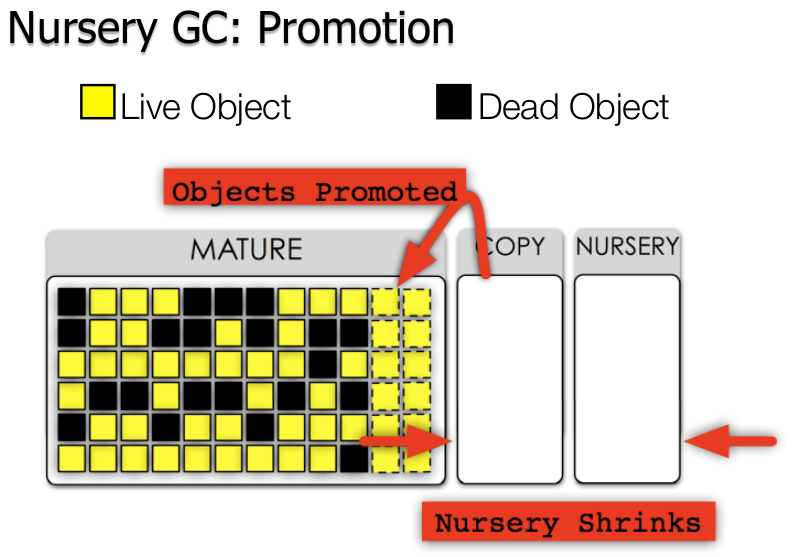 Nursery GC: Promotion
Live Object
Dead Object
Objects Promoted
MATURE
COPY
NURSERY
Nursery Shrinks